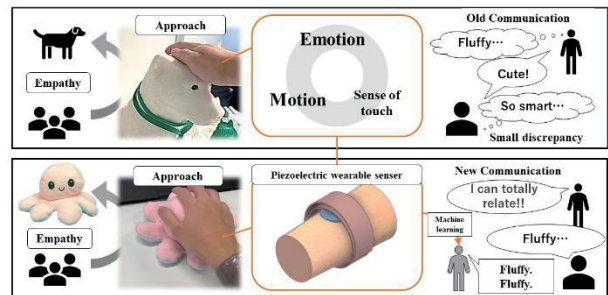 Approach
Empathy
Emotion
Motion
Sense of
touch
Old Communication
Fluffy…
Cute!
So smart…
Small discrepancy
Approach
Empathy
Piezoelectric wearable senser
Machine
learning
New Communication
I can totally
relate!!
Fluffy…
Fluffy.
Fluffy.